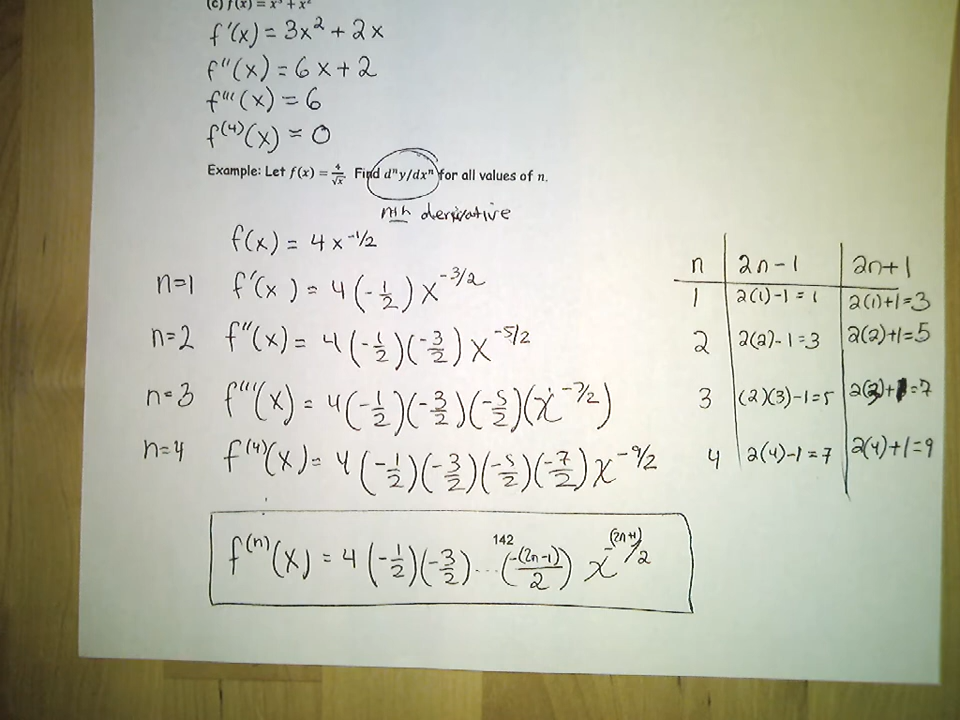 (c) f(x) = x³ + x²
f'(x) = 3x² + 2x
f''(x) = 6x + 2
f'''(x) = 6
f⁽⁴⁾(x) = 0
Example: Let f(x) = 4/√x Find dⁿy/dxⁿ for all values of n.
nth derivative
f(x) = 4x^(-1/2)
n=1 f'(x) = 4(-1/2)x^(-3/2)
n=2 f''(x) = 4(-1/2)(-3/2)x^(-5/2)
n=3 f'''(x) = 4(-1/2)(-3/2)(-5/2)(x^(-7/2))
n=4 f⁽⁴⁾(x) = 4(-1/2)(-3/2)(-5/2)(-7/2)x^(-9/2)
n 2n-1 2n+1
1 2(1)-1=1 2(1)+1=3
2 2(2)-1=3 2(2)+1=5
3 (2)(3)-1=5 2(3)+1=7
4 2(4)-1=7 2(4)+1=9
142
f⁽ⁿ⁾(x) = 4(-1/2)(-3/2)...(-(2n-1)/2) x^(-(2n+1)/2)